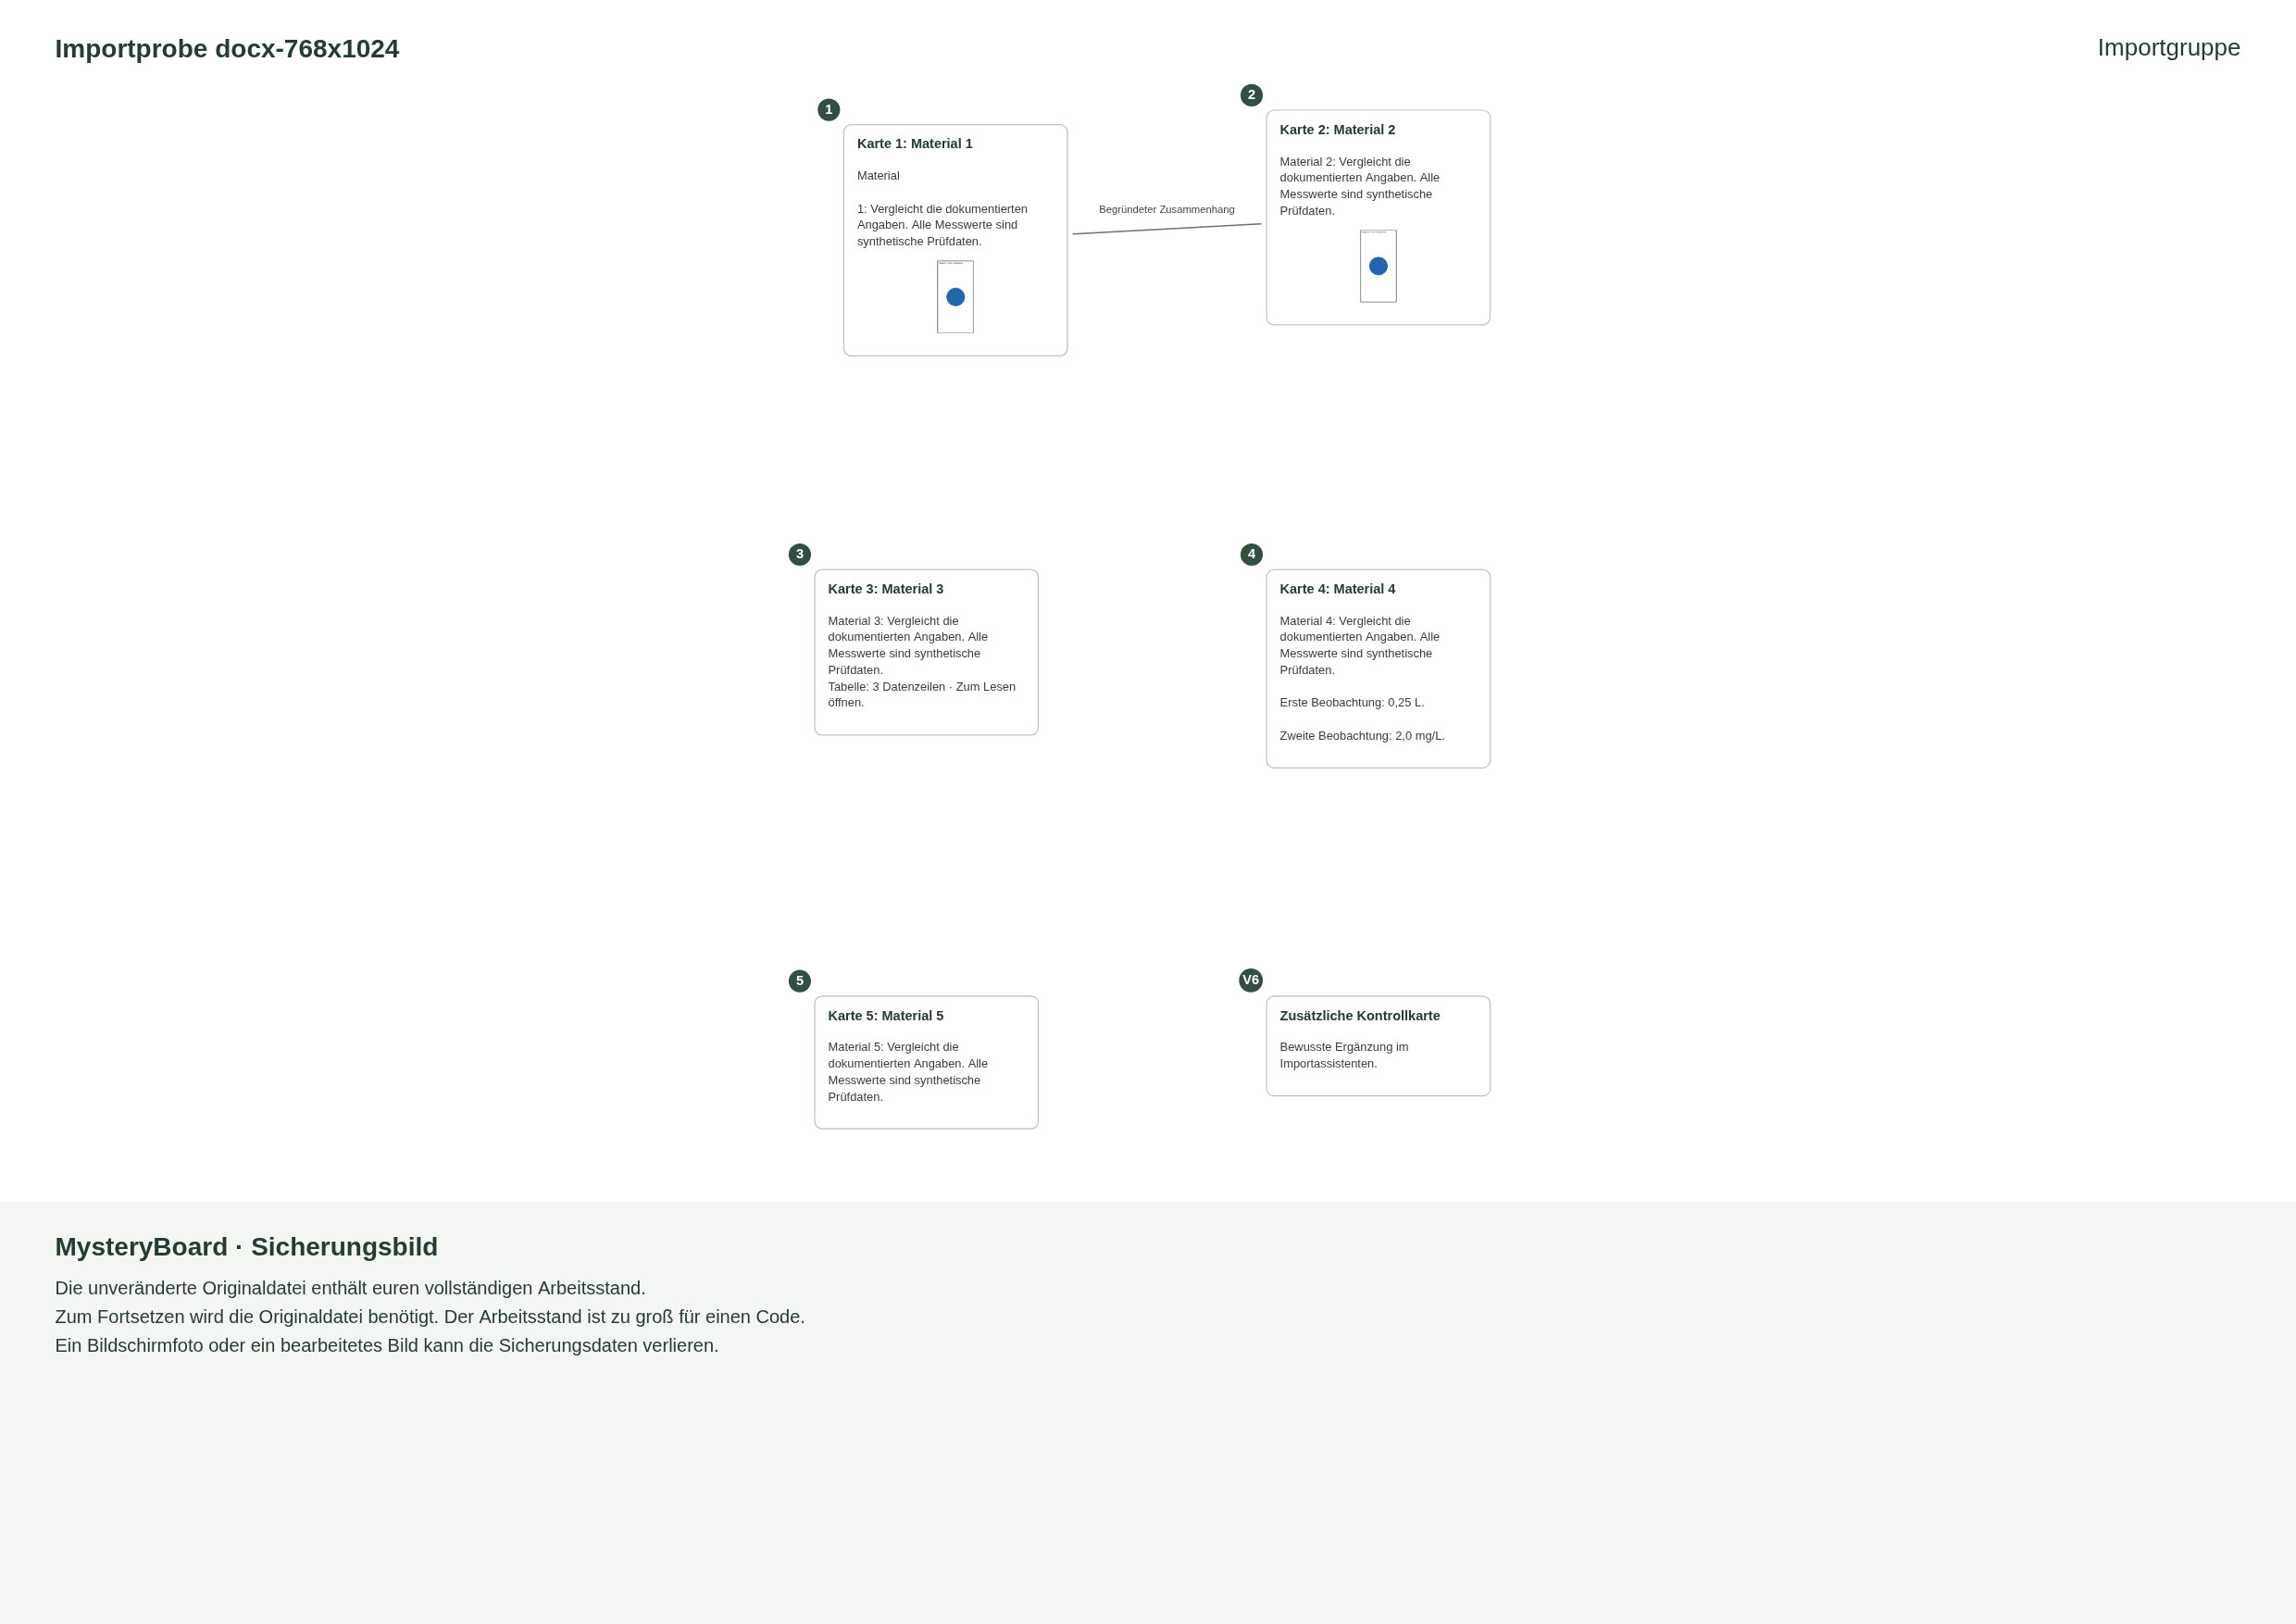 Importprobe docx-768x1024
Importgruppe
1
Karte 1: Material 1
Material
1: Vergleicht die dokumentierten
Angaben. Alle Messwerte sind
synthetische Prüfdaten.
Begründeter Zusammenhang
2
Karte 2: Material 2
Material 2: Vergleicht die
dokumentierten Angaben. Alle
Messwerte sind synthetische
Prüfdaten.
3
Karte 3: Material 3
Material 3: Vergleicht die
dokumentierten Angaben. Alle
Messwerte sind synthetische
Prüfdaten.
Tabelle: 3 Datenzeilen · Zum Lesen
öffnen.
4
Karte 4: Material 4
Material 4: Vergleicht die
dokumentierten Angaben. Alle
Messwerte sind synthetische
Prüfdaten.
Erste Beobachtung: 0,25 L.
Zweite Beobachtung: 2,0 mg/L.
5
Karte 5: Material 5
Material 5: Vergleicht die
dokumentierten Angaben. Alle
Messwerte sind synthetische
Prüfdaten.
V6
Zusätzliche Kontrollkarte
Bewusste Ergänzung im
Importassistenten.
MysteryBoard · Sicherungsbild
Die unveränderte Originaldatei enthält euren vollständigen Arbeitsstand.
Zum Fortsetzen wird die Originaldatei benötigt. Der Arbeitsstand ist zu groß für einen Code.
Ein Bildschirmfoto oder ein bearbeitetes Bild kann die Sicherungsdaten verlieren.